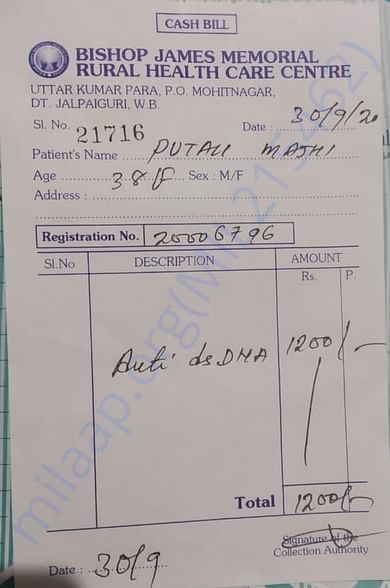 CASH BILL
BISHOP JAMES MEMORIAL
RURAL HEALTH CARE CENTRE
UTTAR KUMAR PARA, P.O. MOHITNAGAR,
DT. JALPAIGURI, W.B.
Sl. No. 21716 Date : 30/9/20
Patient's Name PUTALI MAJHI
Age 38/F Sex : M/F
Address :
Registration No. 20006796
Sl.No DESCRIPTION AMOUNT
Rs. P.
Anti ds DNA 1200/-
Total 1200/-
Signature of the
Collection Authority
Date : 30/9